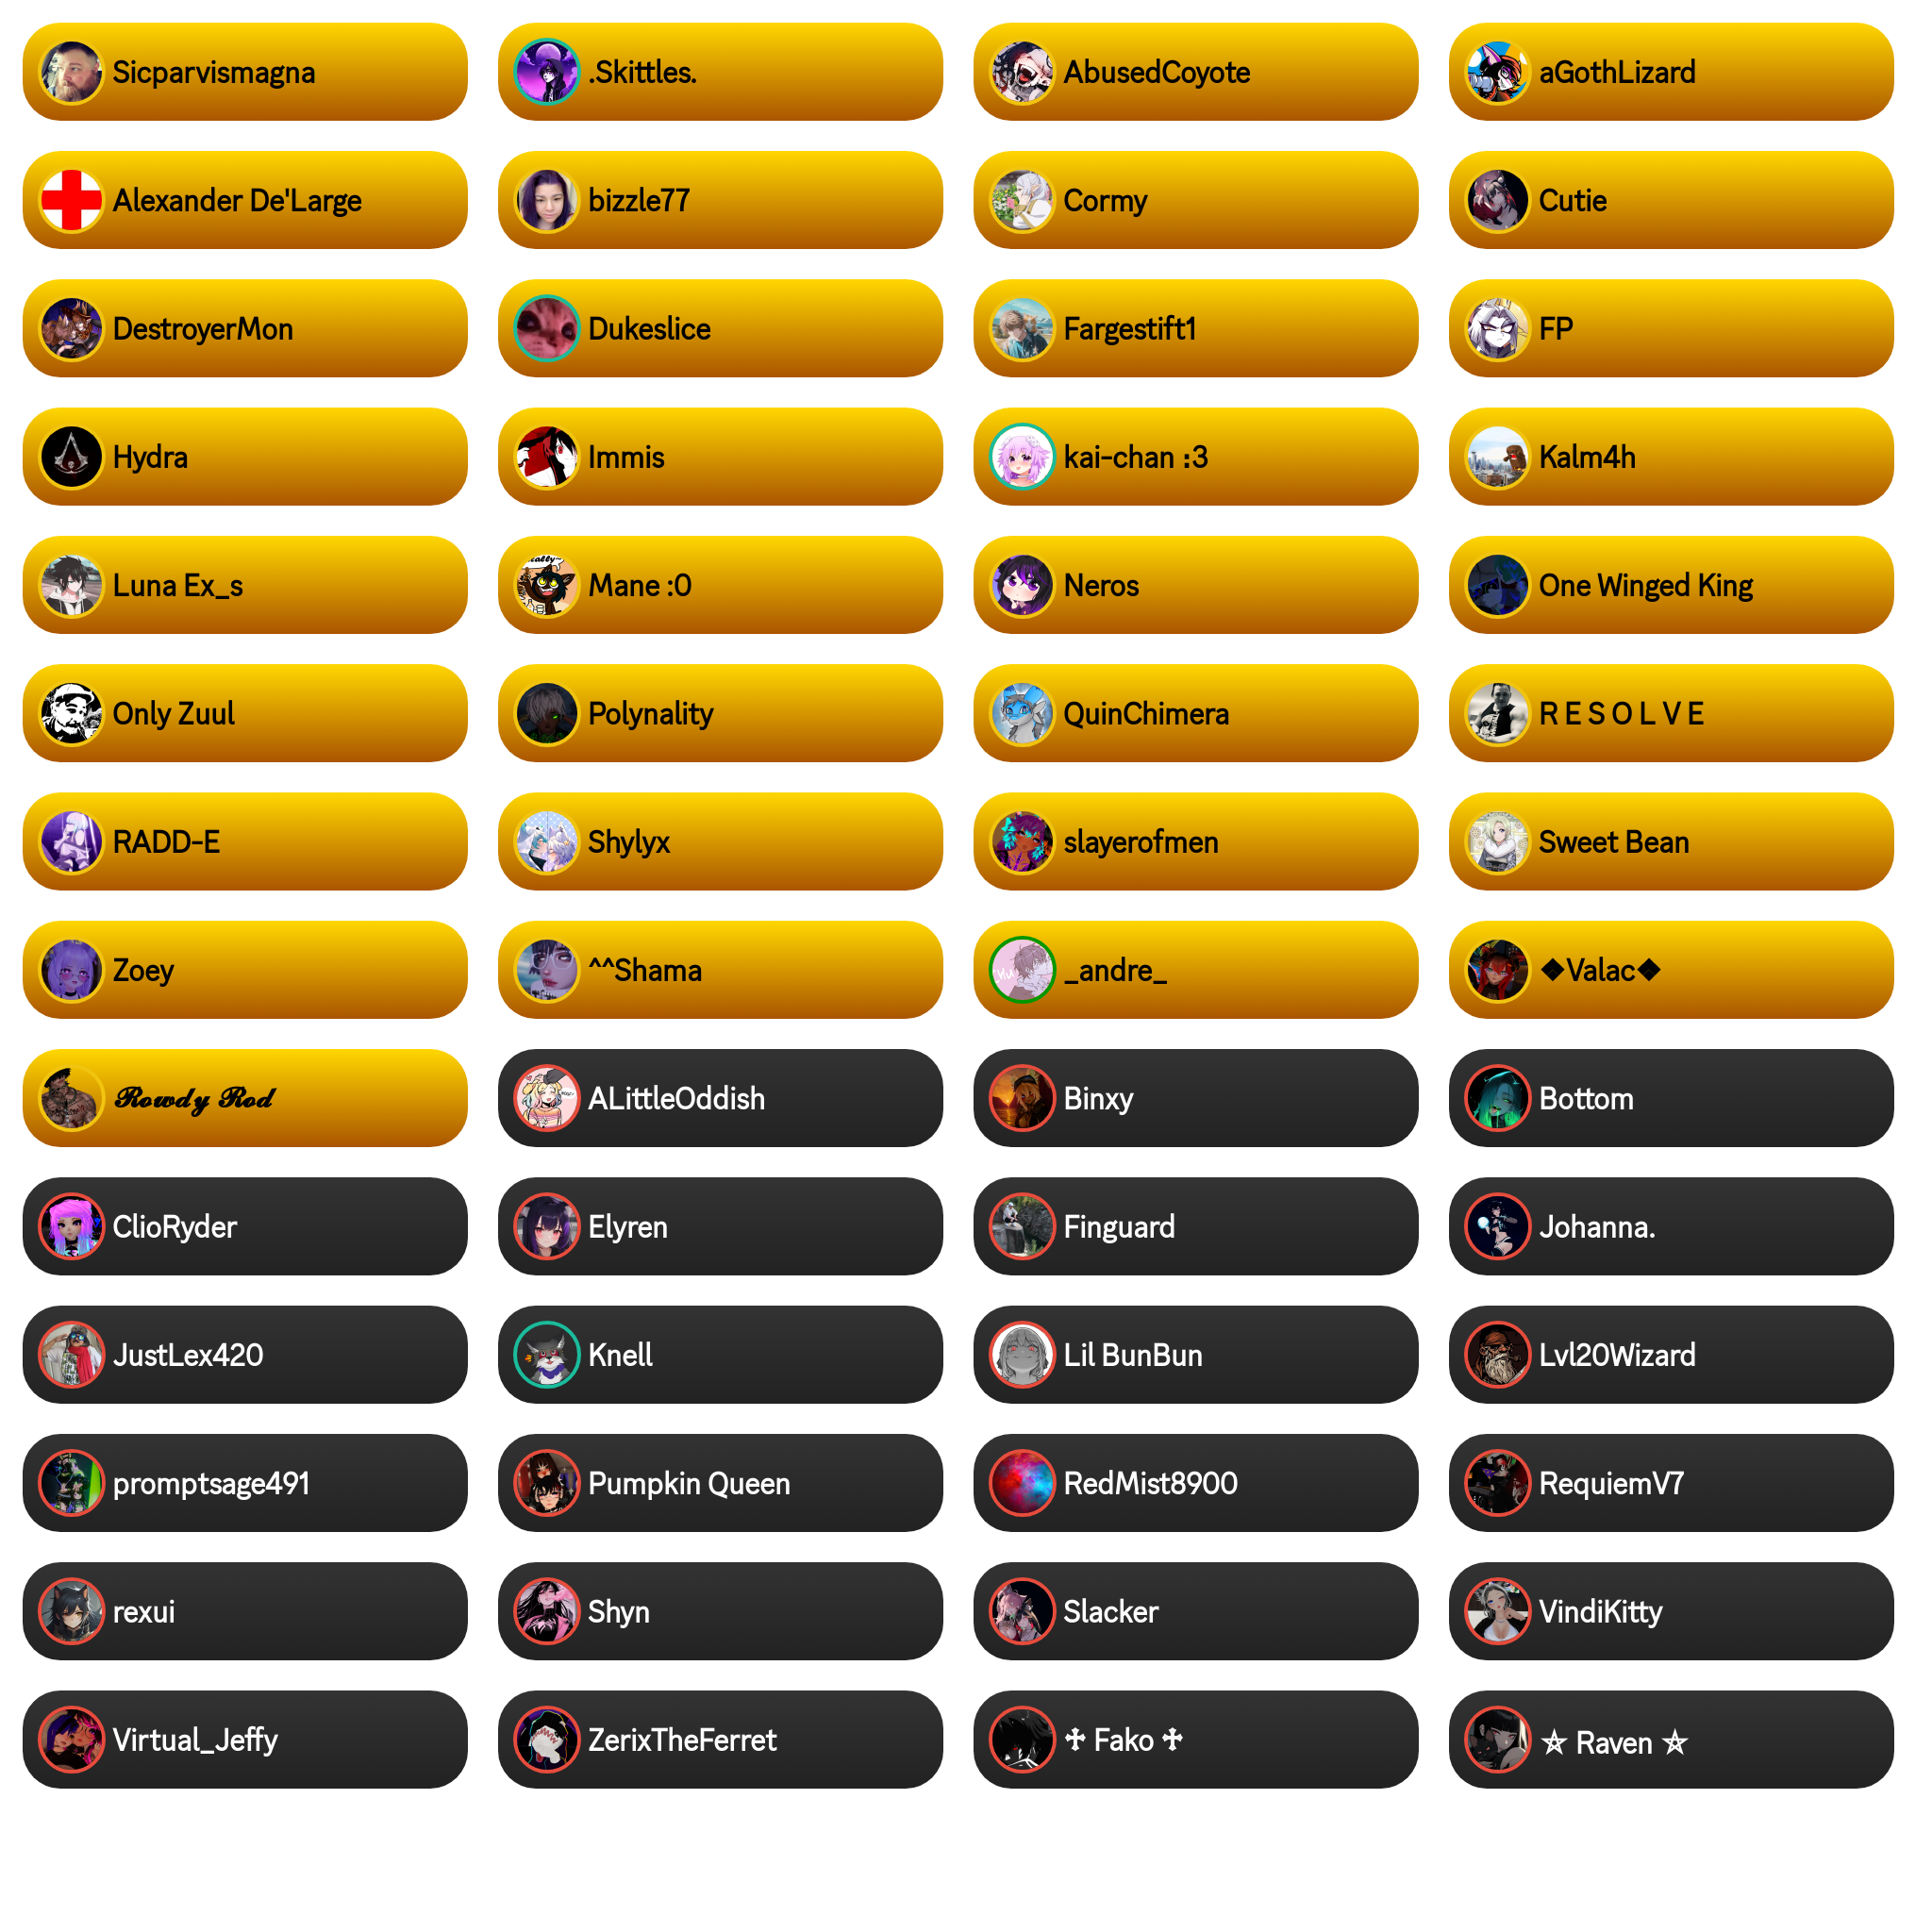 Sicparvismagna
.Skittles.
AbusedCoyote
aGothLizard
Alexander De'Large
bizzle77
Cormy
Cutie
DestroyerMon
Dukeslice
Fargestift1
FP
Hydra
Immis
kai-chan :3
Kalm4h
Luna Ex_s
Mane :0
Neros
One Winged King
Only Zuul
Polynality
QuinChimera
R E S O L V E
RADD-E
Shylyx
slayerofmen
Sweet Bean
Zoey
^^Shama
_andre_
❖Valac❖
𝓡𝓸𝔀𝓭𝔂 𝓡𝓸𝓭
ALittleOddish
Binxy
Bottom
ClioRyder
Elyren
Finguard
Johanna.
JustLex420
Knell
Lil BunBun
Lvl20Wizard
promptsage491
Pumpkin Queen
RedMist8900
RequiemV7
rexui
Shyn
Slacker
VindiKitty
Virtual_Jeffy
ZerixTheFerret
♱ Fako ♱
⛥ Raven ⛥